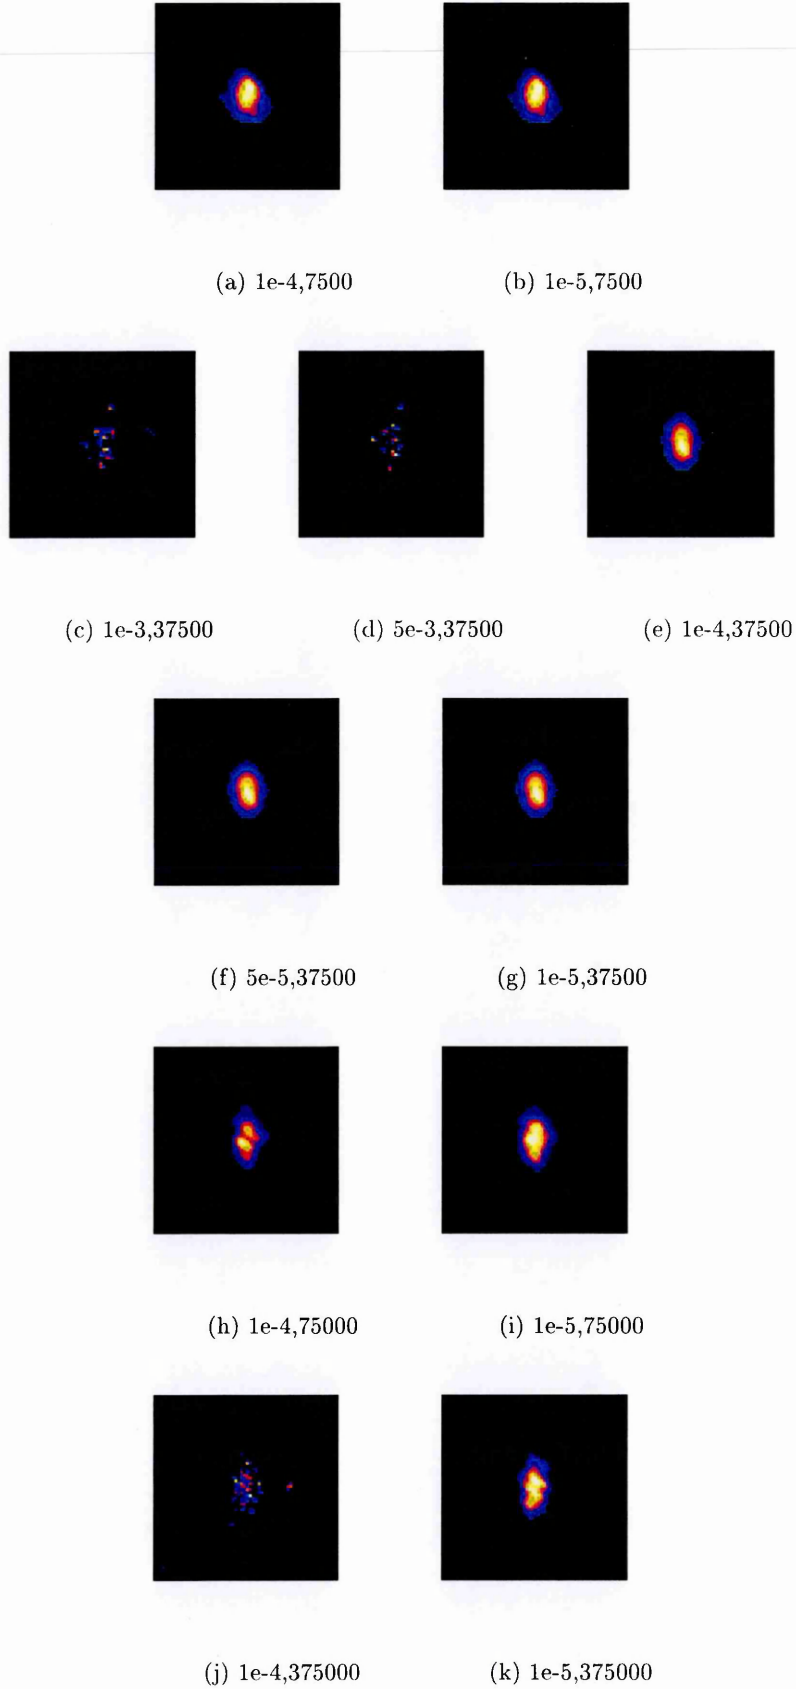 (a) 1e-4,7500
(b) 1e-5,7500
(c) 1e-3,37500
(d) 5e-3,37500
(e) 1e-4,37500
(f) 5e-5,37500
(g) 1e-5,37500
(h) 1e-4,75000
(i) 1e-5,75000
(j) 1e-4,375000
(k) 1e-5,375000